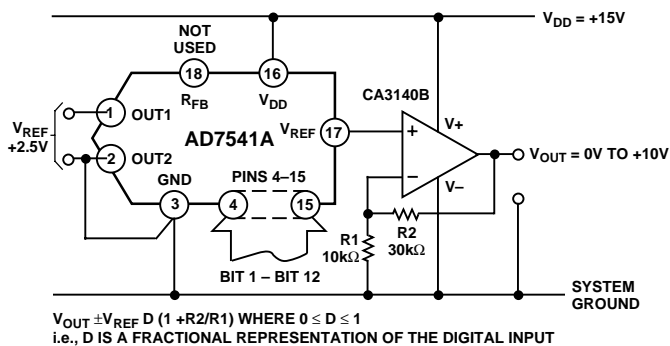 V_DD = +15V
NOT
USED
18
16
CA3140B
R_FB
V_DD
V+
1
OUT1
V_REF
+2.5V
AD7541A
V_REF
17
+
V_OUT = 0V TO +10V
2
OUT2
GND
PINS 4–15
–
V–
3
4
15
R1
10kΩ
R2
30kΩ
BIT 1 – BIT 12
SYSTEM
GROUND
V_OUT ±V_REF D (1 +R2/R1) WHERE 0 ≤ D ≤ 1
i.e., D IS A FRACTIONAL REPRESENTATION OF THE DIGITAL INPUT